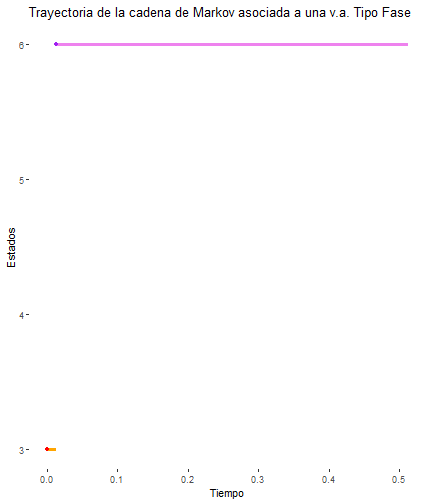 Trayectoria de la cadena de Markov asociada a una v.a. Tipo Fase
6
5
4
3
Estados
0.0 0.1 0.2 0.3 0.4 0.5
Tiempo